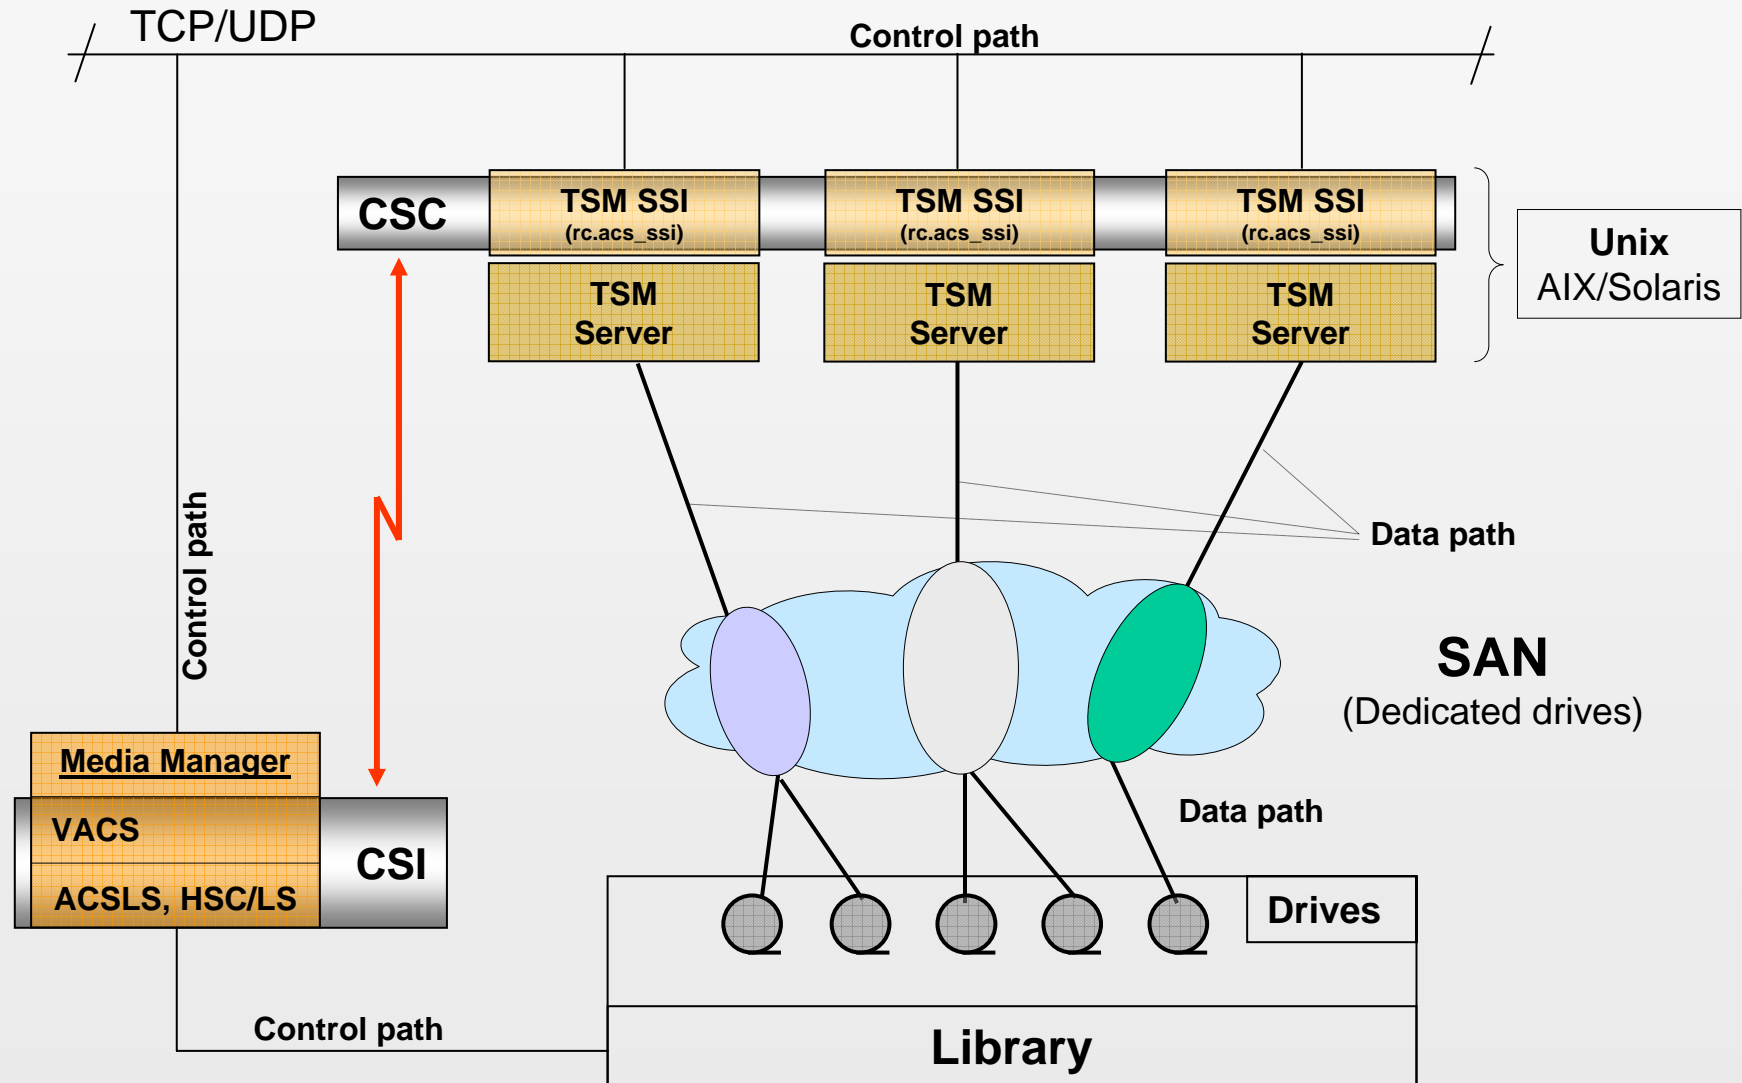 TCP/UDP
Control path
CSC
TSM SSI
(rc.acs_ssi)
TSM SSI
(rc.acs_ssi)
TSM SSI
(rc.acs_ssi)
TSM
Server
TSM
Server
TSM
Server
Unix
AIX/Solaris
Control path
Data path
SAN
(Dedicated drives)
Media Manager
VACS
ACSLS, HSC/LS
CSI
Data path
Drives
Control path
Library